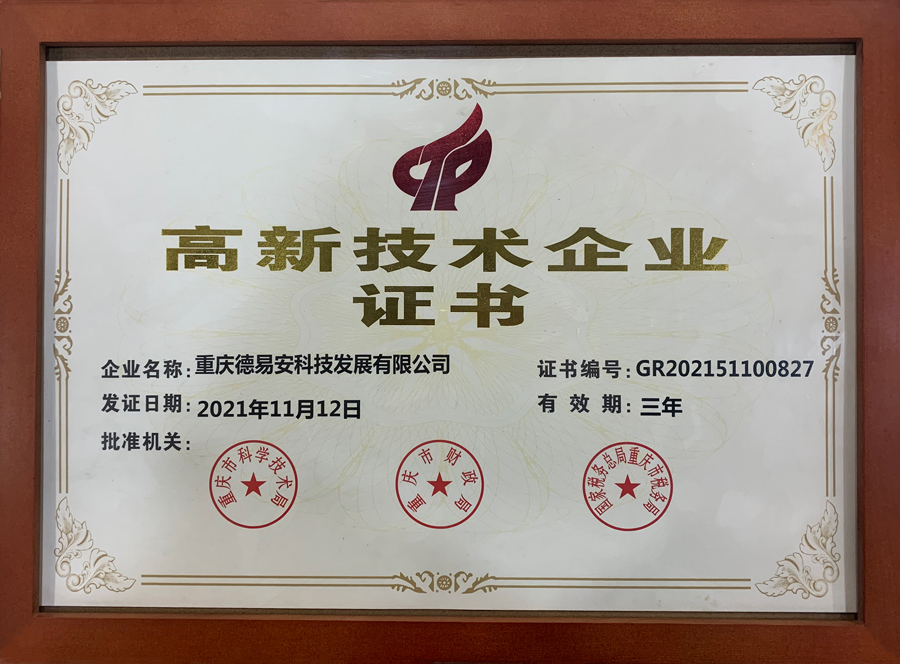 高新技术企业
证书
企业名称：重庆德易安科技发展有限公司
证书编号：GR202151100827
发证日期：2021年11月12日
有效期：三年
批准机关：
重庆市科学技术局
重庆市财政局
国家税务总局重庆市税务局